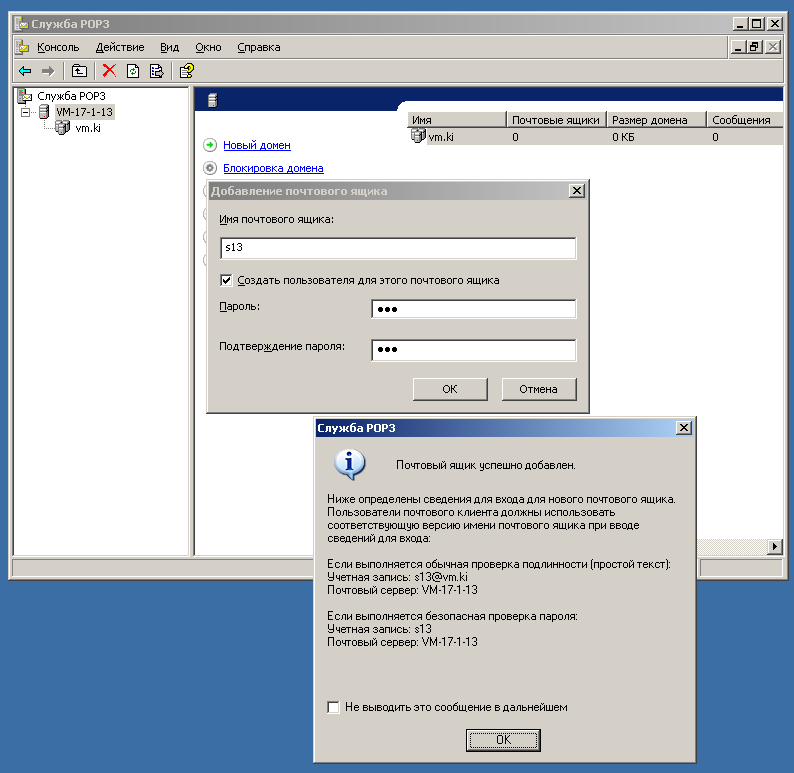 Служба POP3
Консоль Действие Вид Окно Справка
Служба POP3
VM-17-1-13
vm.ki
Имя Почтовые ящики Размер домена Сообщения
vm.ki 0 0 КБ 0
Новый домен
Блокировка домена
Добавление почтового ящика
Имя почтового ящика:
s13
Создать пользователя для этого почтового ящика
Пароль: ●●●
Подтверждение пароля: ●●●
OK Отмена
Служба POP3
Почтовый ящик успешно добавлен.
Ниже определены сведения для входа для нового почтового ящика.
Пользователи почтового клиента должны использовать
соответствующую версию имени почтового ящика при вводе
сведений для входа:
Если выполняется обычная проверка подлинности (простой текст):
Учетная запись: s13@vm.ki
Почтовый сервер: VM-17-1-13
Если выполняется безопасная проверка пароля:
Учетная запись: s13
Почтовый сервер: VM-17-1-13
Не выводить это сообщение в дальнейшем
OK